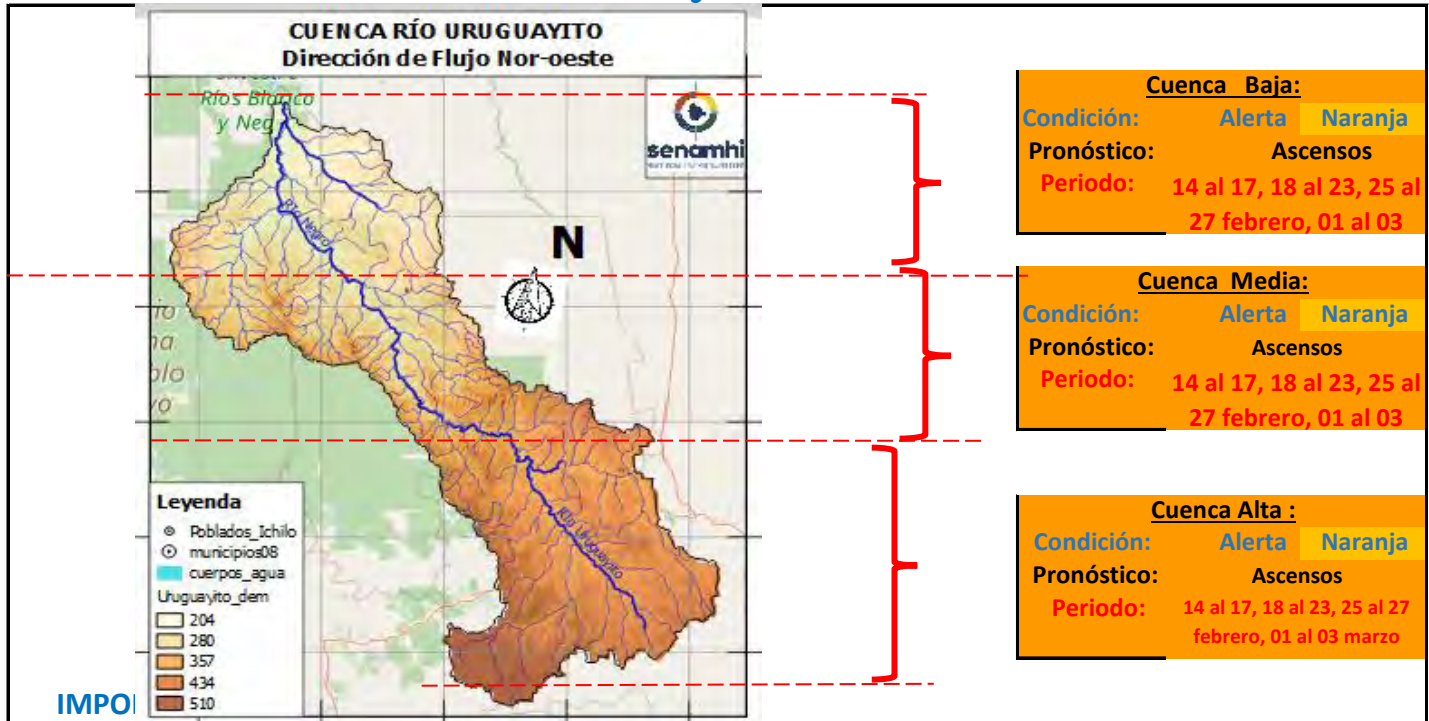 CUENCA RÍO URUGUAYITO
Dirección de Flujo Nor-oeste
Ríos Blanco
y Neg
senamhi
Río Negro
N
Río Uruguayito
Leyenda
Poblados_Ichilo
municipios08
cuerpos_agua
Uruguayito_dem
204
280
357
434
510
IMPO
Cuenca Baja:
Condición: Alerta Naranja
Pronóstico: Ascensos
Periodo: 14 al 17, 18 al 23, 25 al
27 febrero, 01 al 03
Cuenca Media:
Condición: Alerta Naranja
Pronóstico: Ascensos
Periodo: 14 al 17, 18 al 23, 25 al
27 febrero, 01 al 03
Cuenca Alta :
Condición: Alerta Naranja
Pronóstico: Ascensos
Periodo: 14 al 17, 18 al 23, 25 al 27
febrero, 01 al 03 marzo